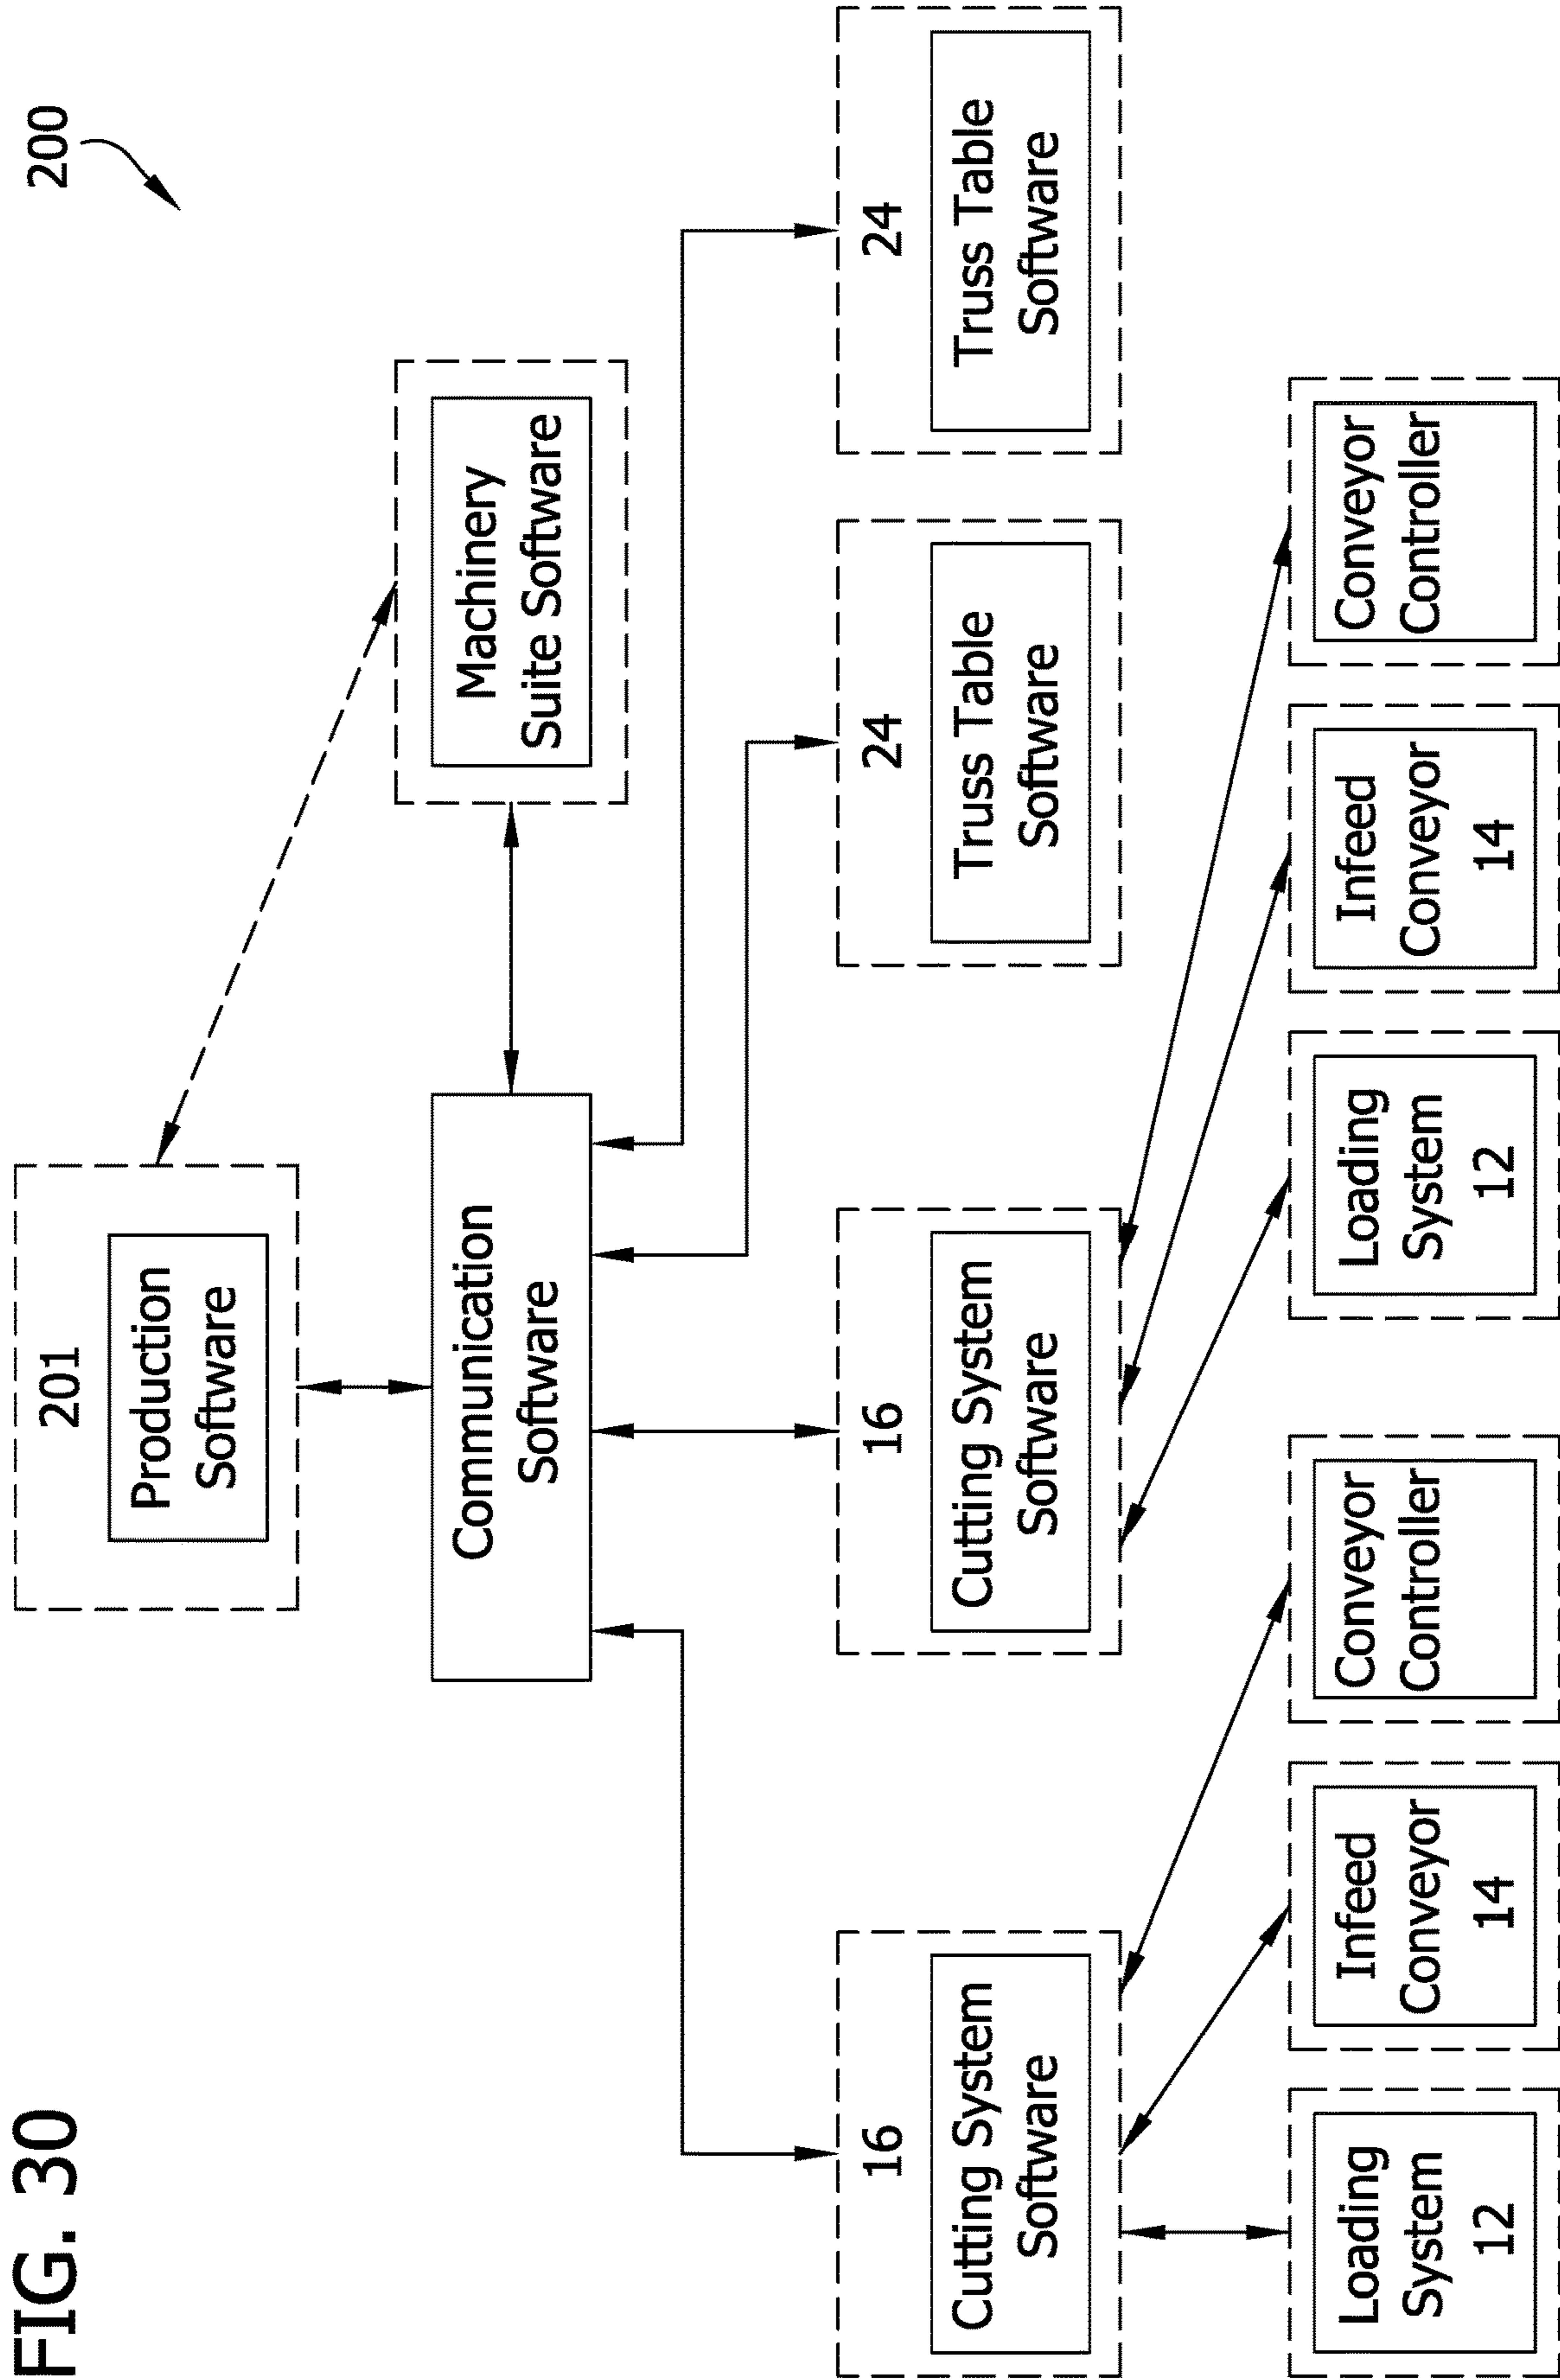 FIG. 30
200
201
Production
Software
Communication
Software
Machinery
Suite Software
16
Cutting System
Software
16
Cutting System
Software
24
Truss Table
Software
24
Truss Table
Software
Loading
System
12
Infeed
Conveyor
14
Conveyor
Controller
Loading
System
12
Infeed
Conveyor
14
Conveyor
Controller